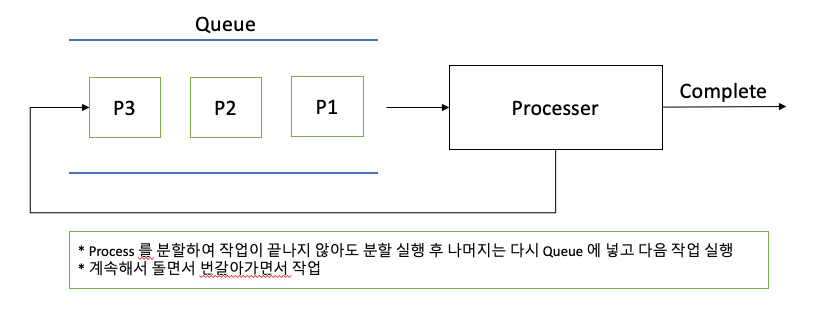 Queue
P3 P2 P1
Processer
Complete
* Process 를 분할하여 작업이 끝나지 않아도 분할 실행 후 나머지는 다시 Queue 에 넣고 다음 작업 실행
* 계속해서 돌면서 번갈아가면서 작업